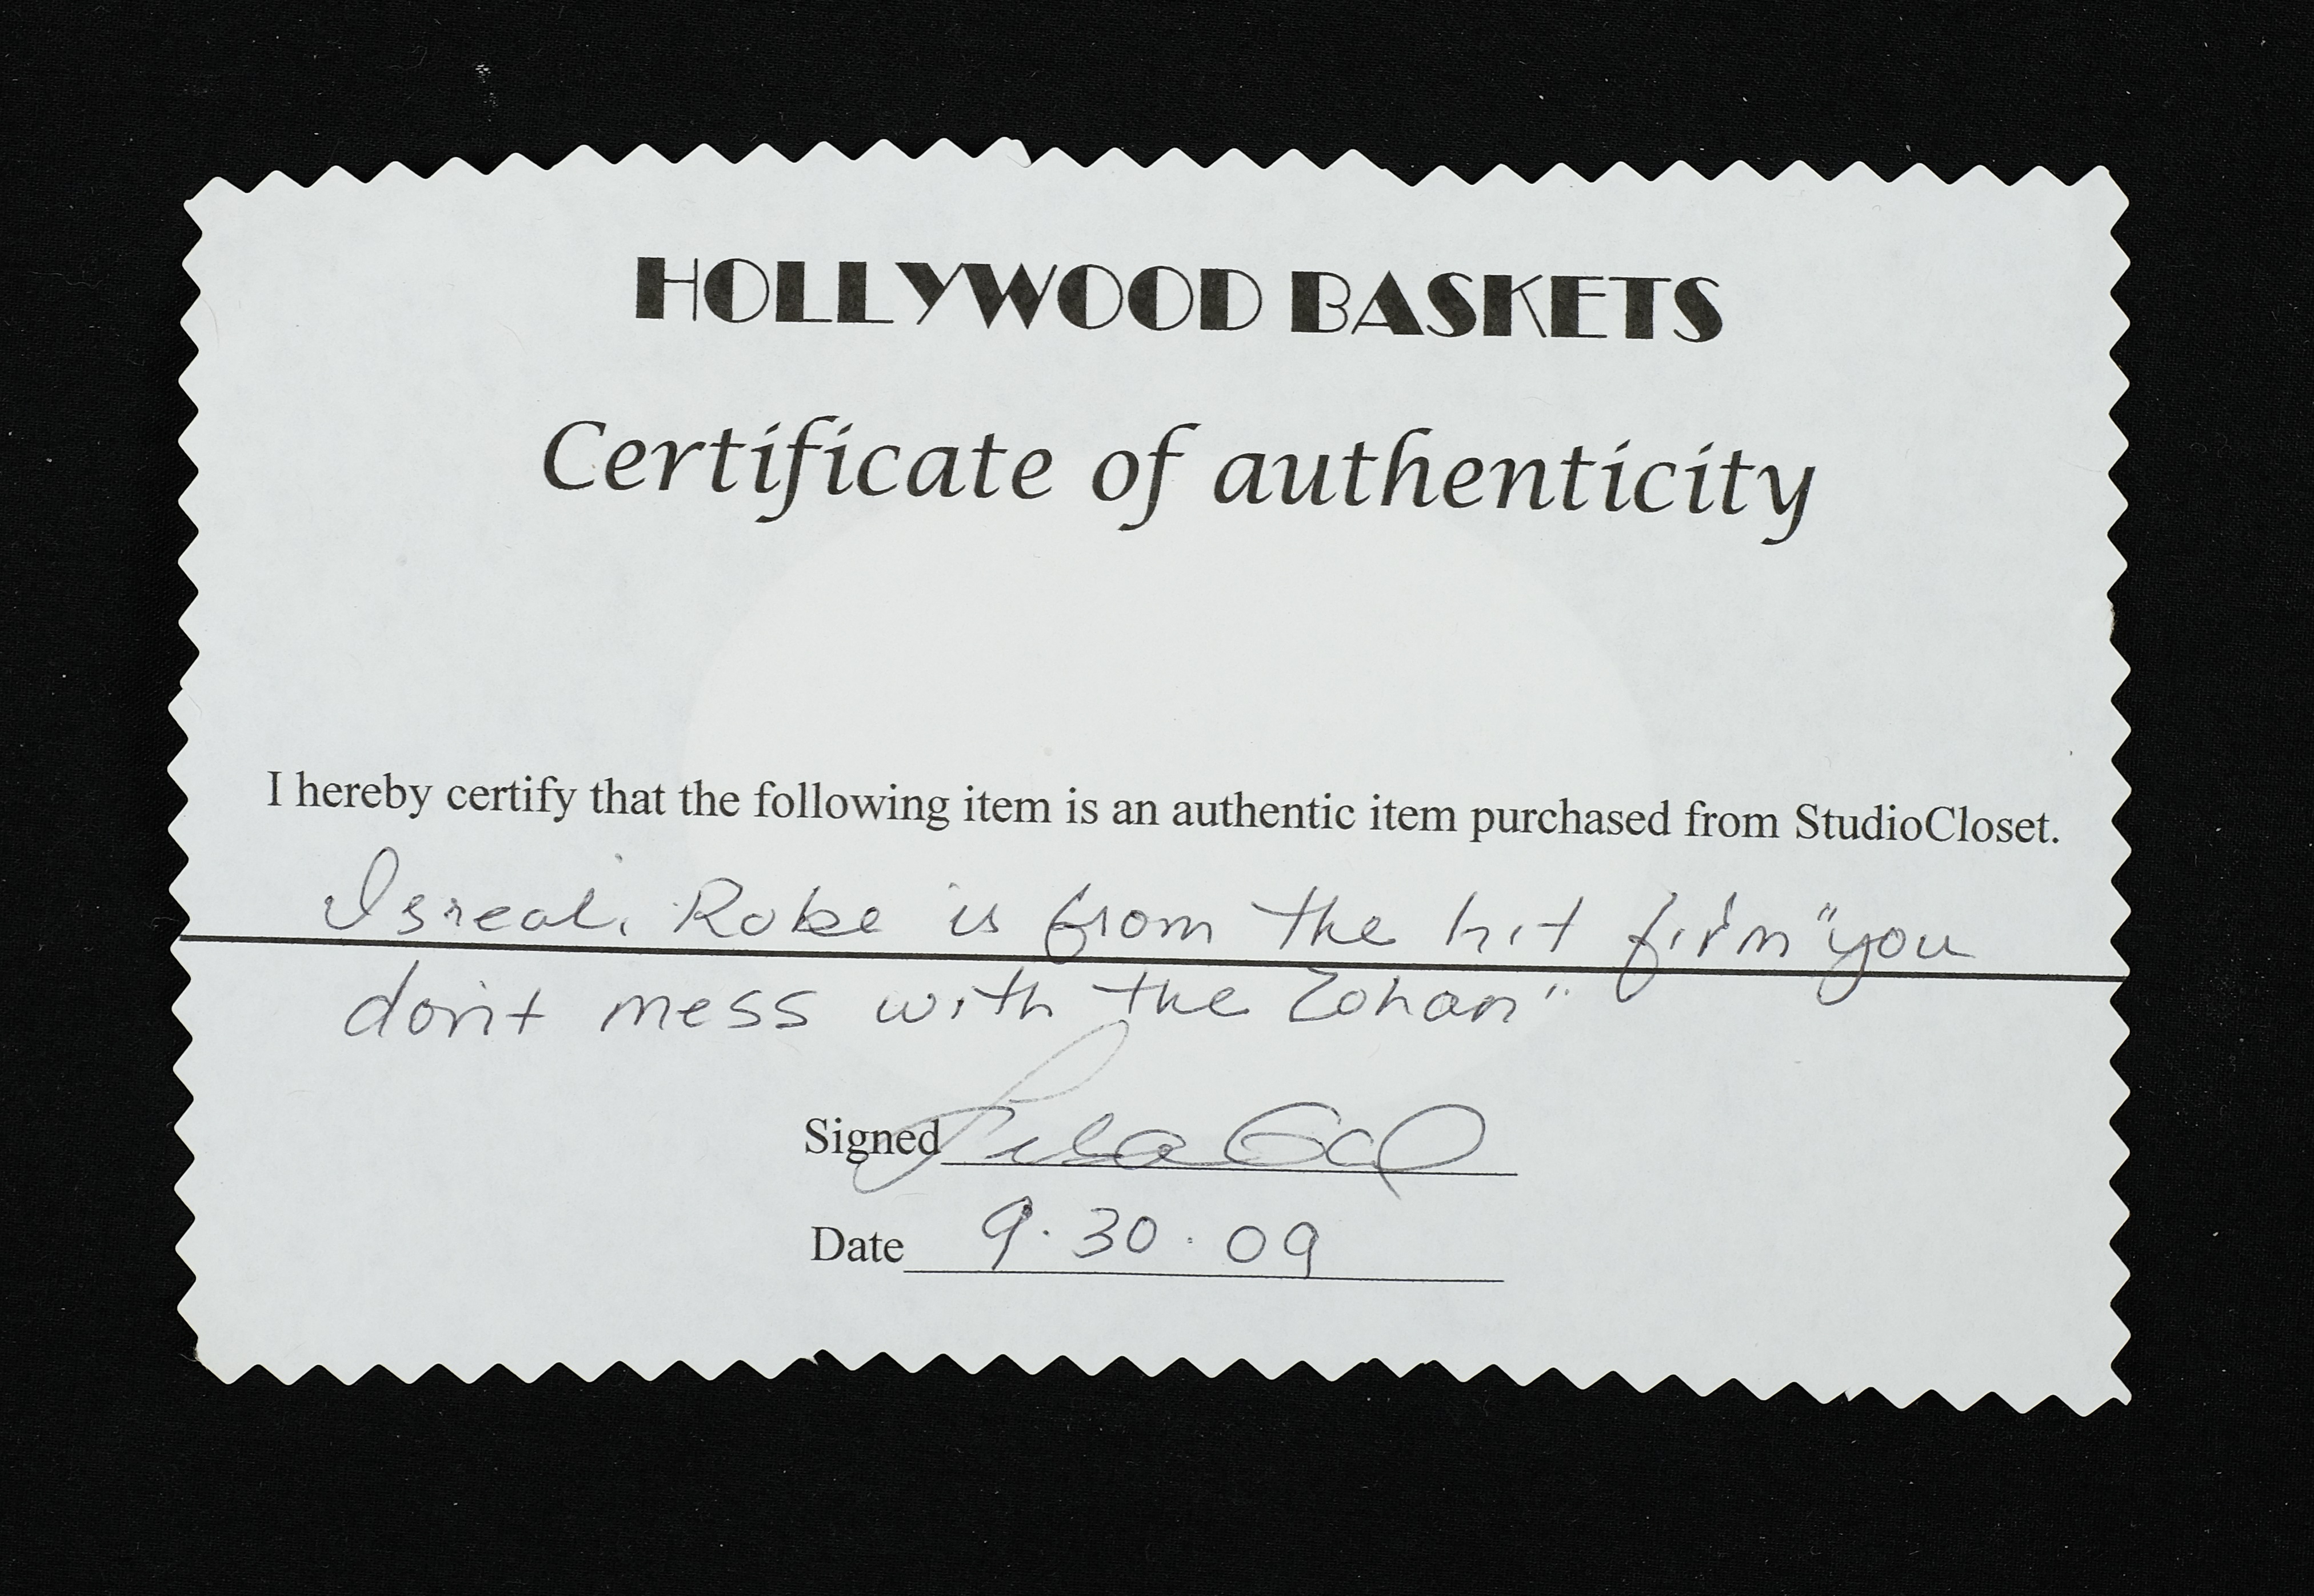 HOLLYWOOD BASKETS
Certificate of authenticity
I hereby certify that the following item is an authentic item purchased from StudioCloset.
Isreali Robe is from the hit film "you
don't mess with the Zohan"
Signed
Date 9.30.09